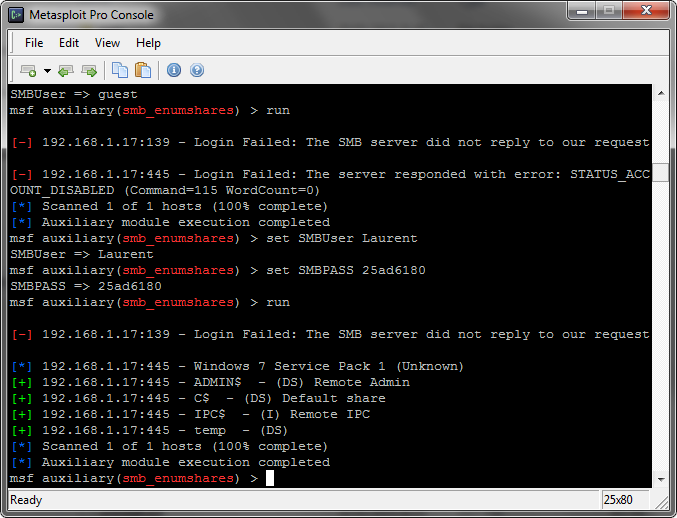 Metasploit Pro Console
File Edit View Help
SMBUser => guest
msf auxiliary(smb_enumshares) > run
[-] 192.168.1.17:139 - Login Failed: The SMB server did not reply to our request
[-] 192.168.1.17:445 - Login Failed: The server responded with error: STATUS_ACC
OUNT_DISABLED (Command=115 WordCount=0)
[*] Scanned 1 of 1 hosts (100% complete)
[*] Auxiliary module execution completed
msf auxiliary(smb_enumshares) > set SMBUser Laurent
SMBUser => Laurent
msf auxiliary(smb_enumshares) > set SMBPASS 25ad6180
SMBPASS => 25ad6180
msf auxiliary(smb_enumshares) > run
[-] 192.168.1.17:139 - Login Failed: The SMB server did not reply to our request
[*] 192.168.1.17:445 - Windows 7 Service Pack 1 (Unknown)
[+] 192.168.1.17:445 - ADMIN$ - (DS) Remote Admin
[+] 192.168.1.17:445 - C$ - (DS) Default share
[+] 192.168.1.17:445 - IPC$ - (I) Remote IPC
[+] 192.168.1.17:445 - temp - (DS)
[*] Scanned 1 of 1 hosts (100% complete)
[*] Auxiliary module execution completed
msf auxiliary(smb_enumshares) >
Ready 25x80